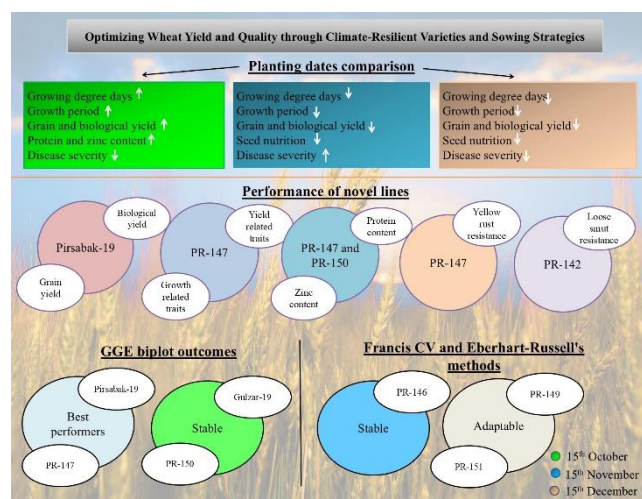 Optimizing Wheat Yield and Quality through Climate-Resilient Varieties and Sowing Strategies
Planting dates comparison
Growing degree days ↑
Growth period ↑
Grain and biological yield ↑
Protein and zinc content ↑
Disease severity ↓
Growing degree days ↓
Growth period ↓
Grain and biological yield ↓
Seed nutrition ↓
Disease severity ↑
Growing degree days ↓
Growth period ↓
Grain and biological yield ↓
Seed nutrition ↓
Disease severity ↓
Performance of novel lines
Biological
yield
Pirsabak-19
Grain
yield
Yield
related
traits
PR-147
Growth
related
traits
Protein
content
PR-147 and
PR-150
Zinc
content
Yellow
rust
resistance
PR-147
Loose
smut
resistance
PR-142
GGE biplot outcomes
Pirsabak-19
Best
performers
PR-147
Gulzar-19
Stable
PR-150
Francis CV and Eberhart-Russell's
methods
PR-146
Stable
PR-149
Adaptable
PR-151
15th October
15th November
15th December